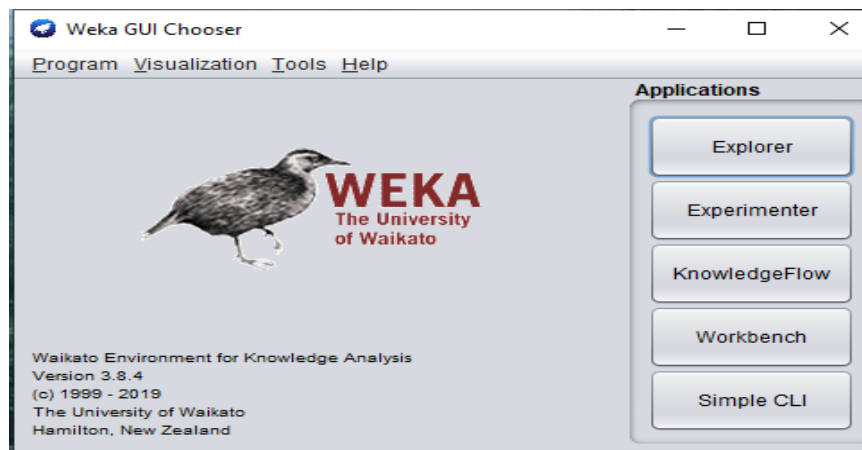 Weka GUI Chooser
Program Visualization Tools Help
Applications
Explorer
Experimenter
KnowledgeFlow
Workbench
Simple CLI
WEKA
The University
of Waikato
Waikato Environment for Knowledge Analysis
Version 3.8.4
(c) 1999 - 2019
The University of Waikato
Hamilton, New Zealand